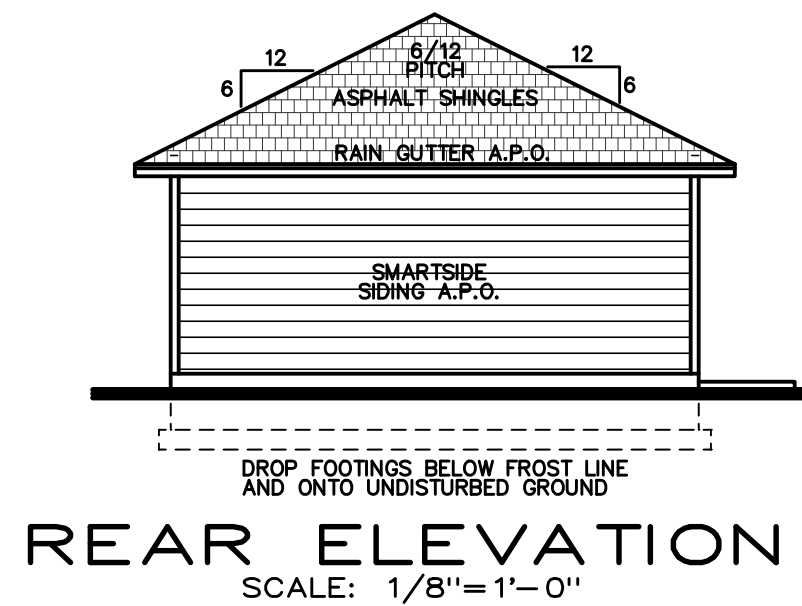 6/12
PITCH
12
6
12
6
ASPHALT SHINGLES
RAIN GUTTER A.P.O.
SMARTSIDE
SIDING A.P.O.
DROP FOOTINGS BELOW FROST LINE
AND ONTO UNDISTURBED GROUND
REAR ELEVATION
SCALE: 1/8"=1'-0"